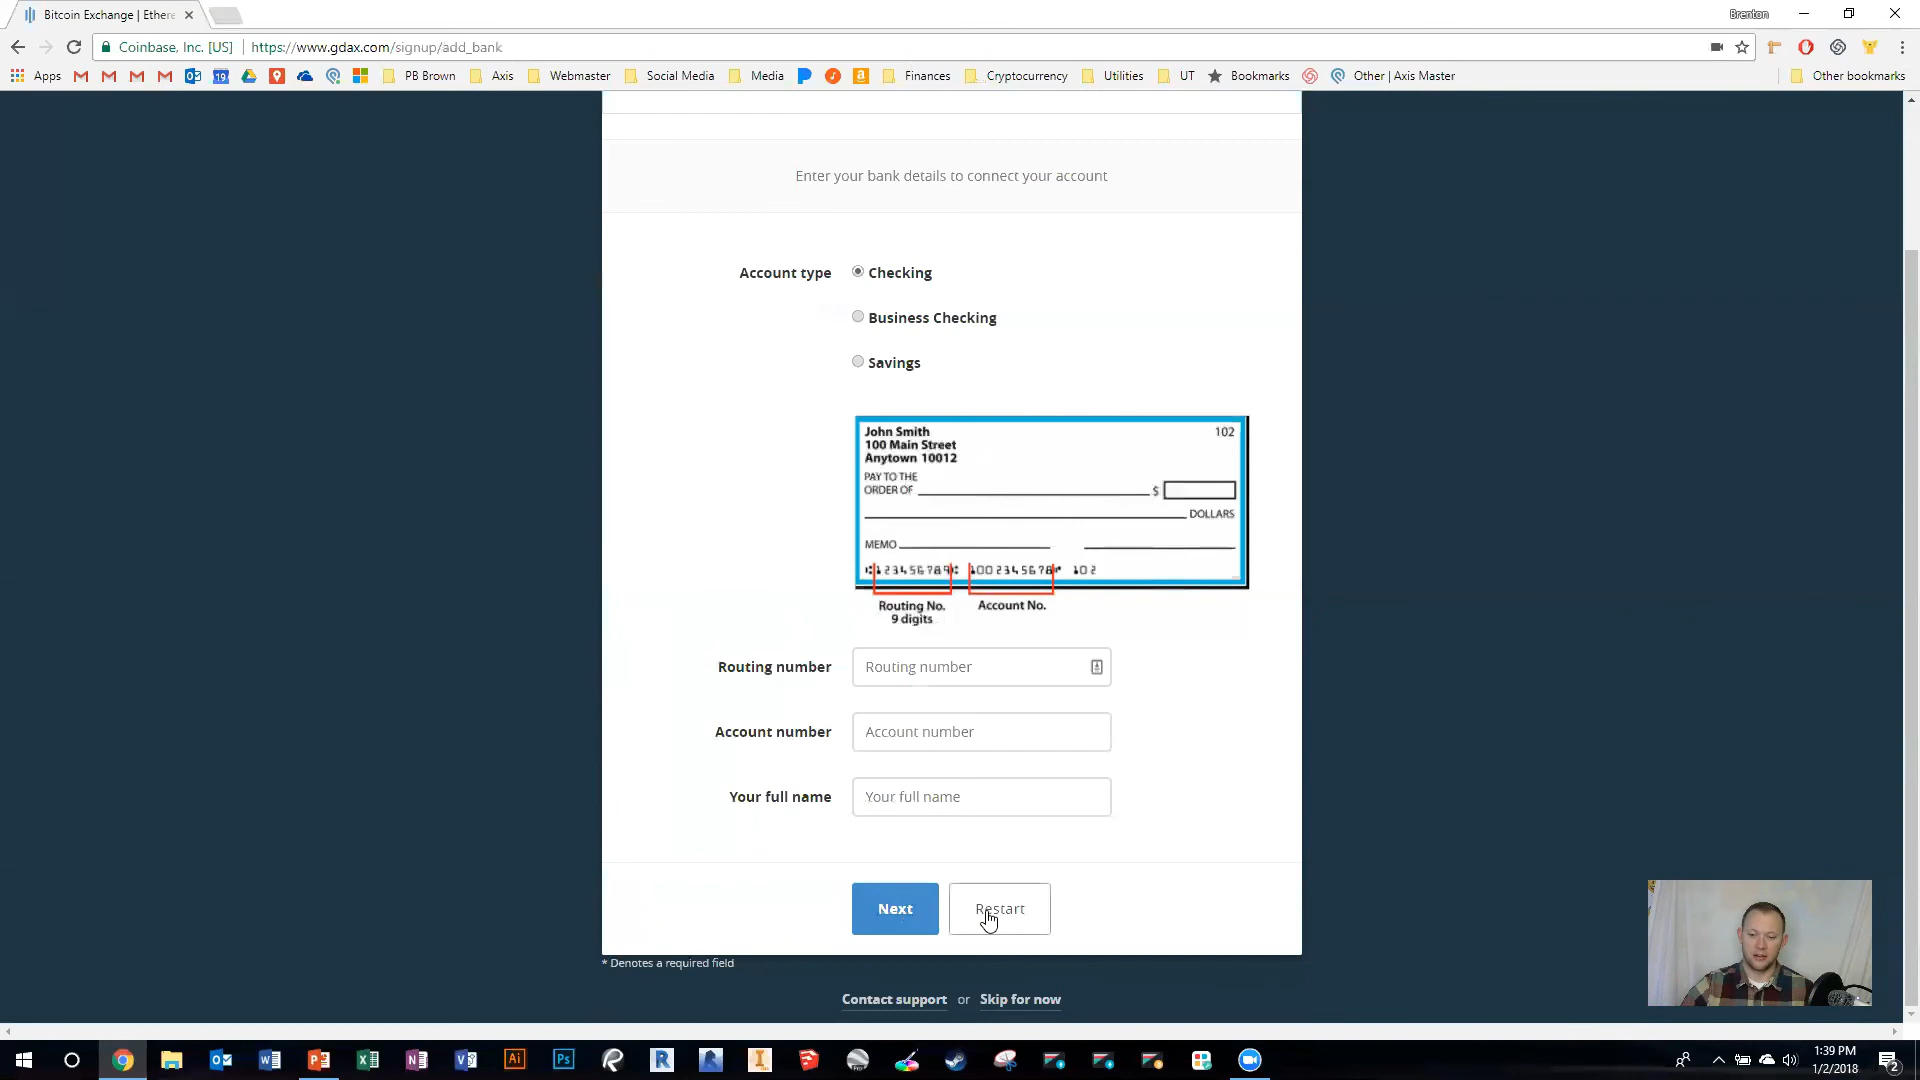 Bitcoin Exchange | Ethere
Brenton
Coinbase, Inc. [US]
https://www.gdax.com/signup/add_bank
Apps
19
PB Brown
Axis
Webmaster
Social Media
Media
Finances
Cryptocurrency
Utilities
UT
Bookmarks
Other | Axis Master
Other bookmarks
Enter your bank details to connect your account
Account type
Checking
Business Checking
Savings
John Smith
102
100 Main Street
Anytown 10012
PAY TO THE
ORDER OF
$
DOLLARS
MEMO
123456789 1002345678 102
Routing No.
9 digits
Account No.
Routing number
Routing number
Account number
Account number
Your full name
Your full name
Next
Restart
* Denotes a required field
Contact support or Skip for now
1:39 PM
1/2/2018
2